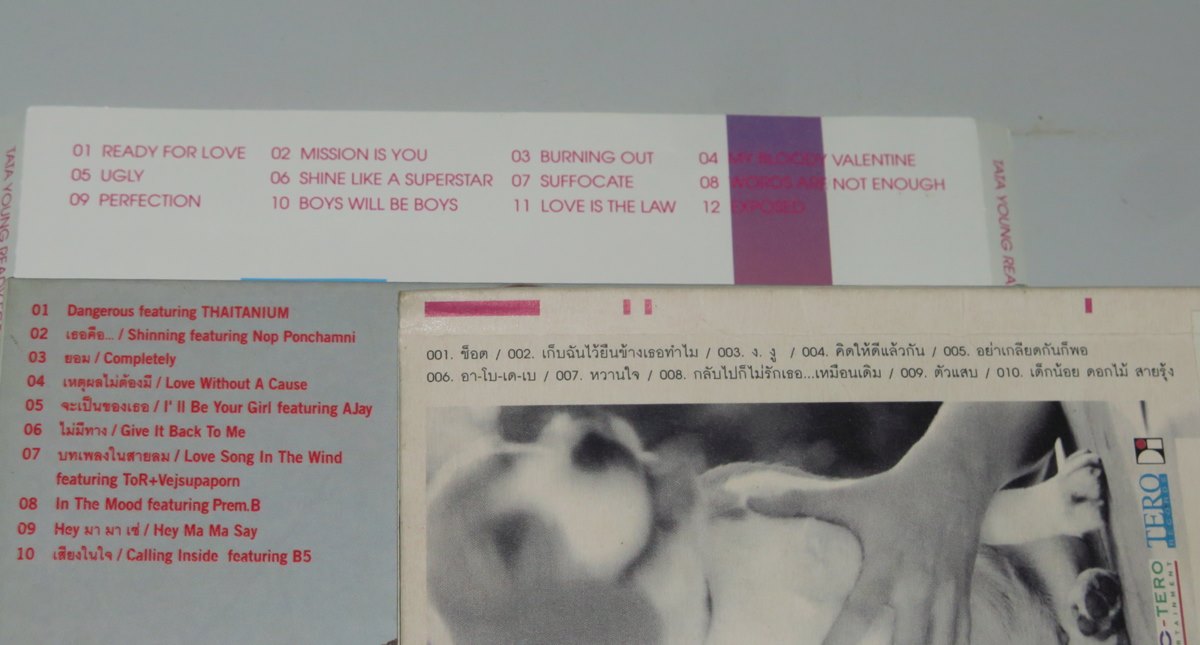 01 READY FOR LOVE 02 MISSION IS YOU 03 BURNING OUT 04 MY BLOODY VALENTINE
05 UGLY 06 SHINE LIKE A SUPERSTAR 07 SUFFOCATE 08 WORDS ARE NOT ENOUGH
09 PERFECTION 10 BOYS WILL BE BOYS 11 LOVE IS THE LAW 12 EXPOSED
TATA YOUNG READY FOR
TATA YOUNG REA
01 Dangerous featuring THAITANIUM
02 เธอคือ... / Shinning featuring Nop Ponchamni
03 ยอม / Completely
04 เหตุผลไม่ต้องมี / Love Without A Cause
05 จะเป็นของเธอ / I' ll Be Your Girl featuring AJay
06 ไม่มีทาง / Give It Back To Me
07 บทเพลงในสายลม / Love Song In The Wind
featuring ToR+Vejsupaporn
08 In The Mood featuring Prem.B
09 Hey มา มา เซ่ / Hey Ma Ma Say
10 เสียงในใจ / Calling Inside featuring B5
001. ช็อต / 002. เก็บฉันไว้ยืนข้างเธอทำไม / 003. ง. งู / 004. คิดให้ดีแล้วกัน / 005. อย่าเกลียดกันก็พอ
006. อา-โบ-เด-เบ / 007. หวานใจ / 008. กลับไปก็ไม่รักเธอ...เหมือนเดิม / 009. ตัวแสบ / 010. เด็กน้อย ดอกไม้ สายรุ้ง
TERO
RECORDS
-TERO
ERTAINMENT